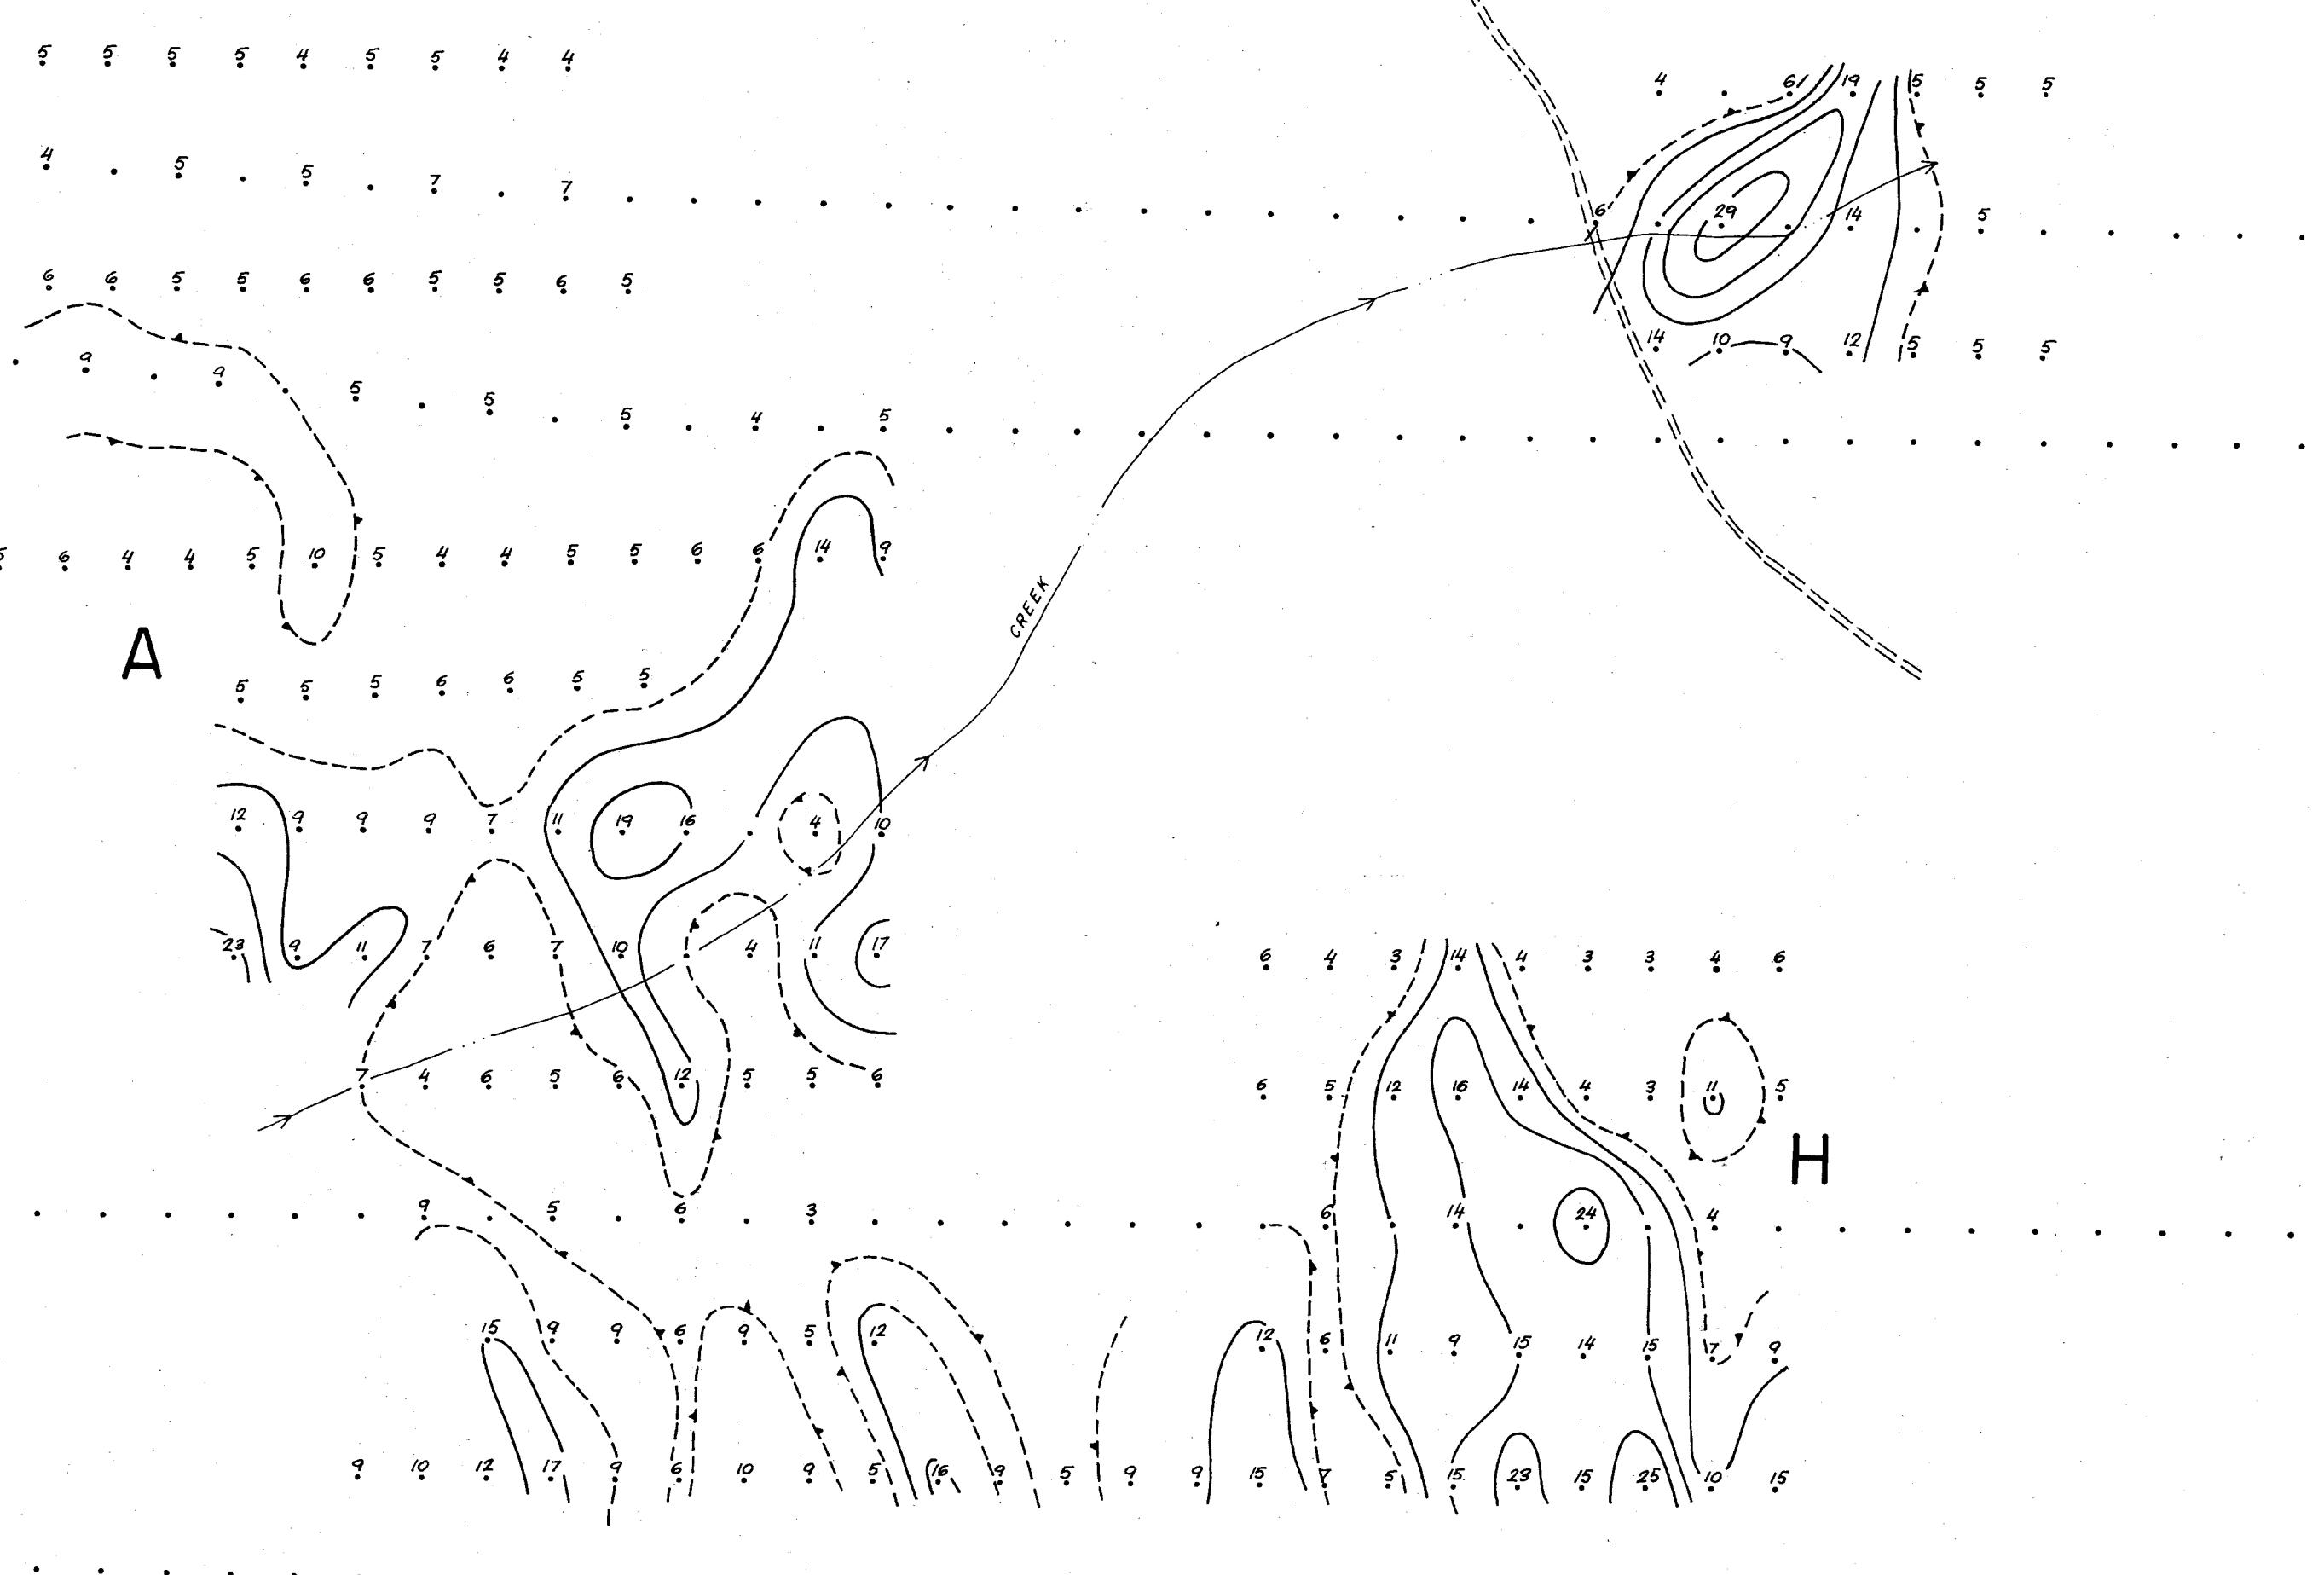 5 5 5 5 4 5 5 4 4
4 6 19 5 5 5
4 5 5 7 7
6 29 14 5
6 6 5 5 6 6 5 5 6 5
14 10 9 12 5 5 5
9 9 5 5 5 4 5
5 6 4 4 5 10 5 4 4 5 5 6 6 14 9
CREEK
A
5 5 5 6 6 5 5
12 9 9 9 7 11 19 16 4 10
23 9 11 7 6 7 10 4 11 17
6 4 3 14 4 3 3 4 6
7 4 6 5 6 12 5 5 6
6 5 12 16 14 4 3 11 5
H
9 5 6 3 6 14 24 4
15 9 9 6 9 5 12 12 6 11 9 15 14 15 7 9
9 10 12 17 9 6 10 9 5 16 9 5 9 9 15 7 5 15 23 15 25 10 15